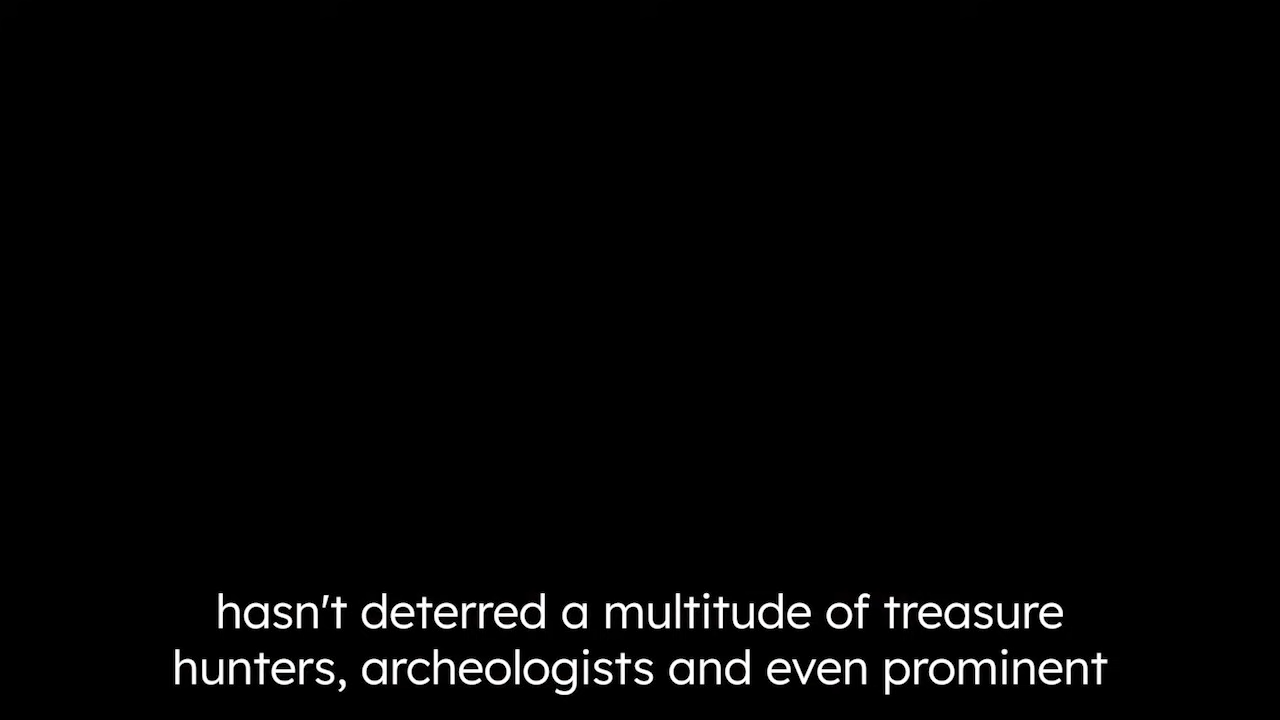 hasn't deterred a multitude of treasure
hunters, archeologists and even prominent